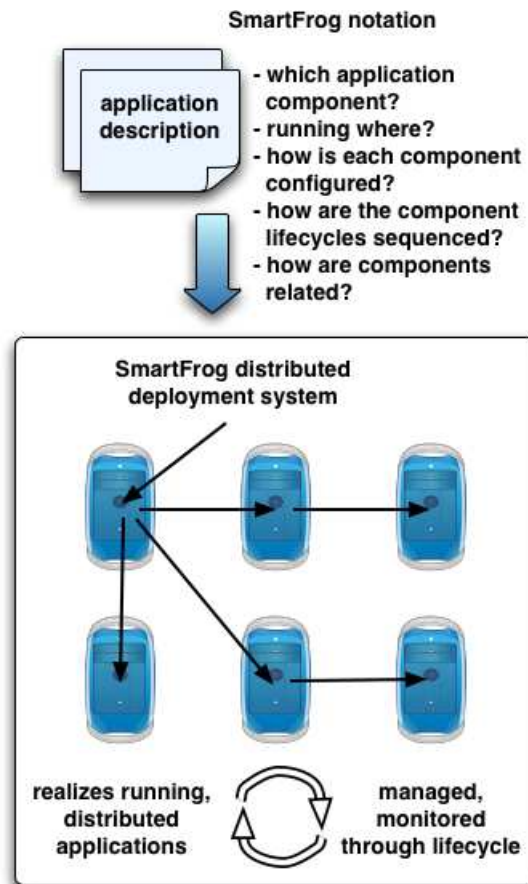 SmartFrog notation
application
description
- which application
component?
- running where?
- how is each component
configured?
- how are the component
lifecycles sequenced?
- how are components
related?
SmartFrog distributed
deployment system
realizes running,
distributed
applications
managed,
monitored
through lifecycle